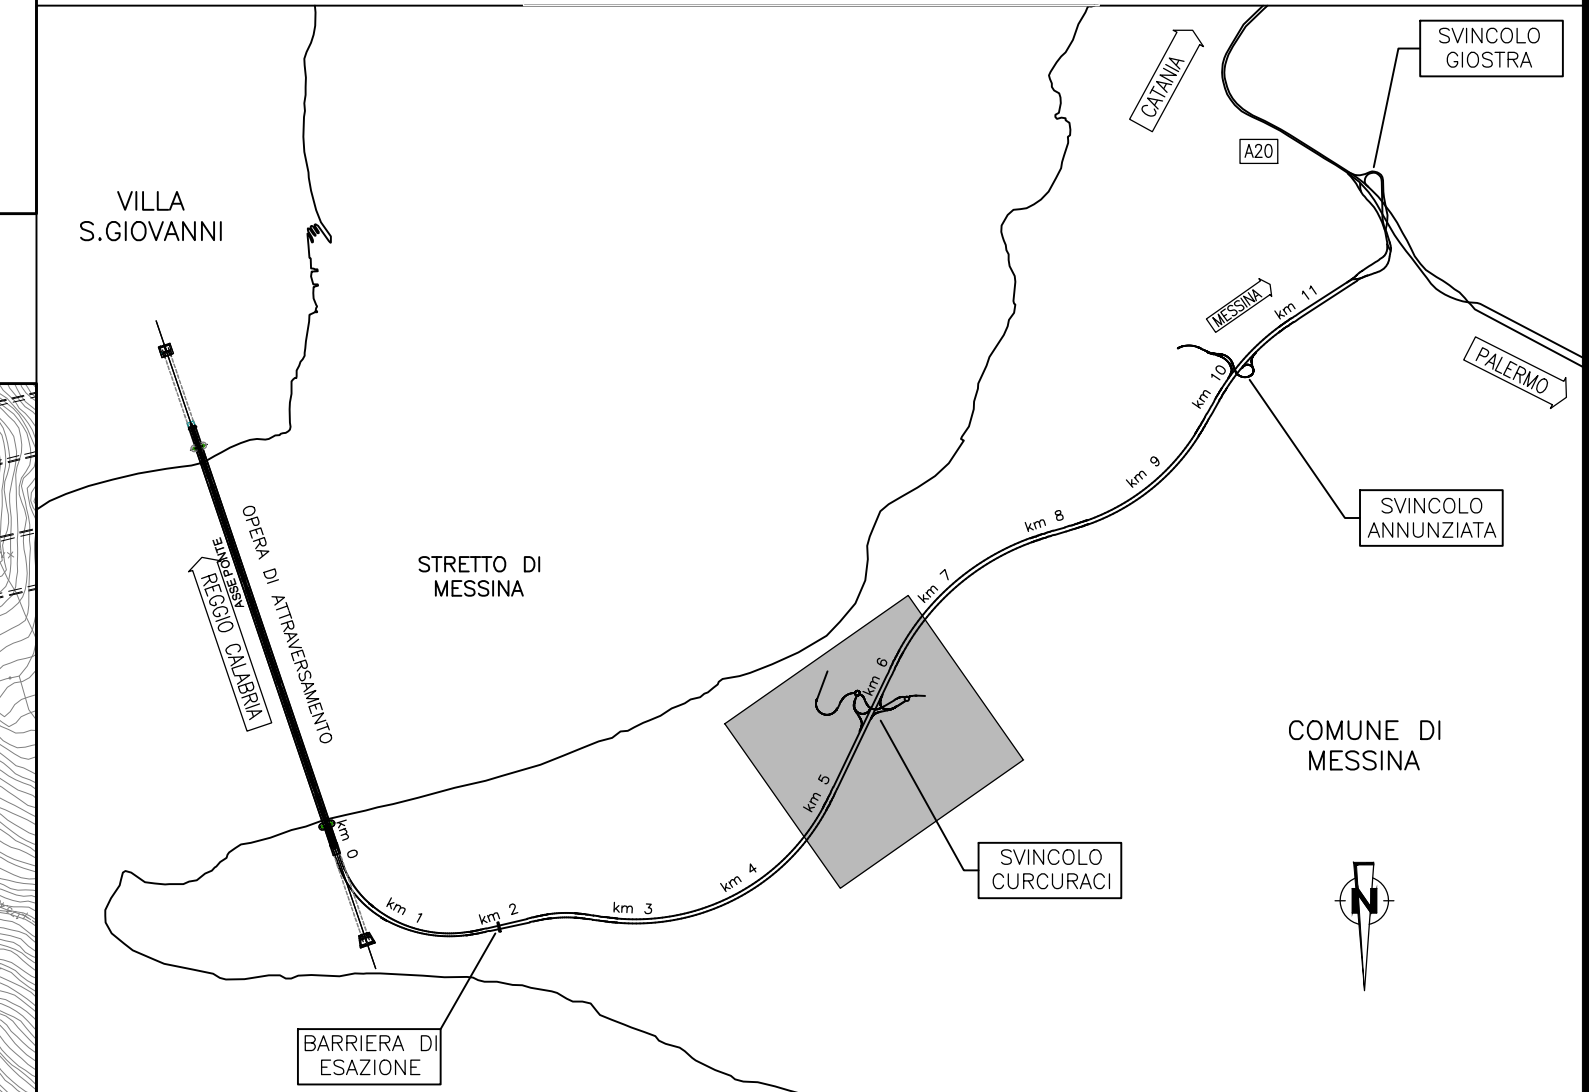 SVINCOLO
GIOSTRA
CATANIA
A20
VILLA
S.GIOVANNI
MESSINA
km 11
PALERMO
km 10
km 9
SVINCOLO
ANNUNZIATA
km 8
OPERA DI ATTRAVERSAMENTO
ASSE PONTE
REGGIO CALABRIA
STRETTO DI
MESSINA
km 7
km 6
COMUNE DI
MESSINA
km 5
km 0
SVINCOLO
CURCURACI
km 4
km 3
km 2
km 1
N
BARRIERA DI
ESAZIONE